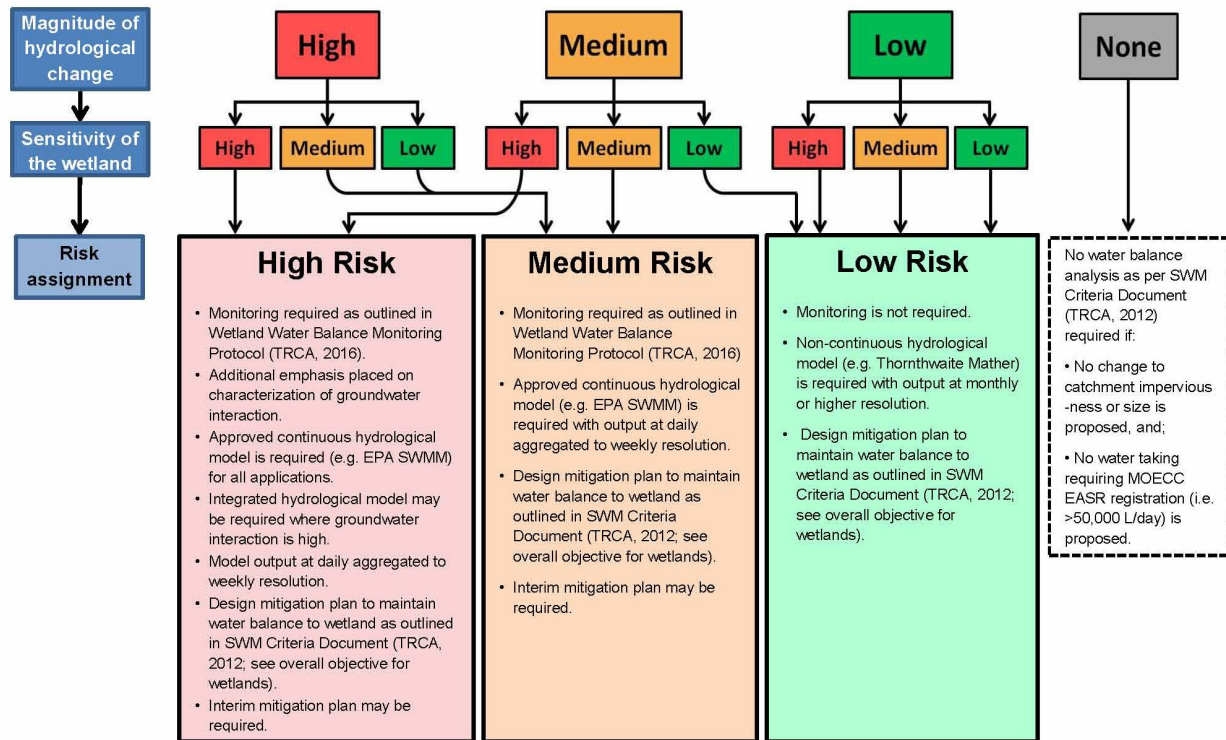 Magnitude of
hydrological
change
High
Medium
Low
None
Sensitivity of
the wetland
High
Medium
Low
High
Medium
Low
High
Medium
Low
Risk
assignment
High Risk
• Monitoring required as outlined in
Wetland Water Balance Monitoring
Protocol (TRCA, 2016).
• Additional emphasis placed on
characterization of groundwater
interaction.
• Approved continuous hydrological
model is required (e.g. EPA SWMM)
for all applications.
• Integrated hydrological model may
be required where groundwater
interaction is high.
• Model output at daily aggregated to
weekly resolution.
• Design mitigation plan to maintain
water balance to wetland as outlined
in SWM Criteria Document (TRCA,
2012; see overall objective for
wetlands).
• Interim mitigation plan may be
required.
Medium Risk
• Monitoring required as outlined in
Wetland Water Balance
Monitoring Protocol (TRCA, 2016)
• Approved continuous hydrological
model (e.g. EPA SWMM) is
required with output at daily
aggregated to weekly resolution.
• Design mitigation plan to maintain
water balance to wetland as
outlined in SWM Criteria
Document (TRCA, 2012; see
overall objective for wetlands).
• Interim mitigation plan may be
required.
Low Risk
• Monitoring is not required.
• Non-continuous hydrological
model (e.g. Thornthwaite Mather)
is required with output at monthly
or higher resolution.
• Design mitigation plan to
maintain water balance to
wetland as outlined in SWM
Criteria Document (TRCA, 2012;
see overall objective for
wetlands).
No water balance
analysis as per SWM
Criteria Document
(TRCA, 2012)
required if:
• No change to
catchment impervious
-ness or size is
proposed, and;
• No water taking
requiring MOECC
EASR registration (i.e.
>50,000 L/day) is
proposed.